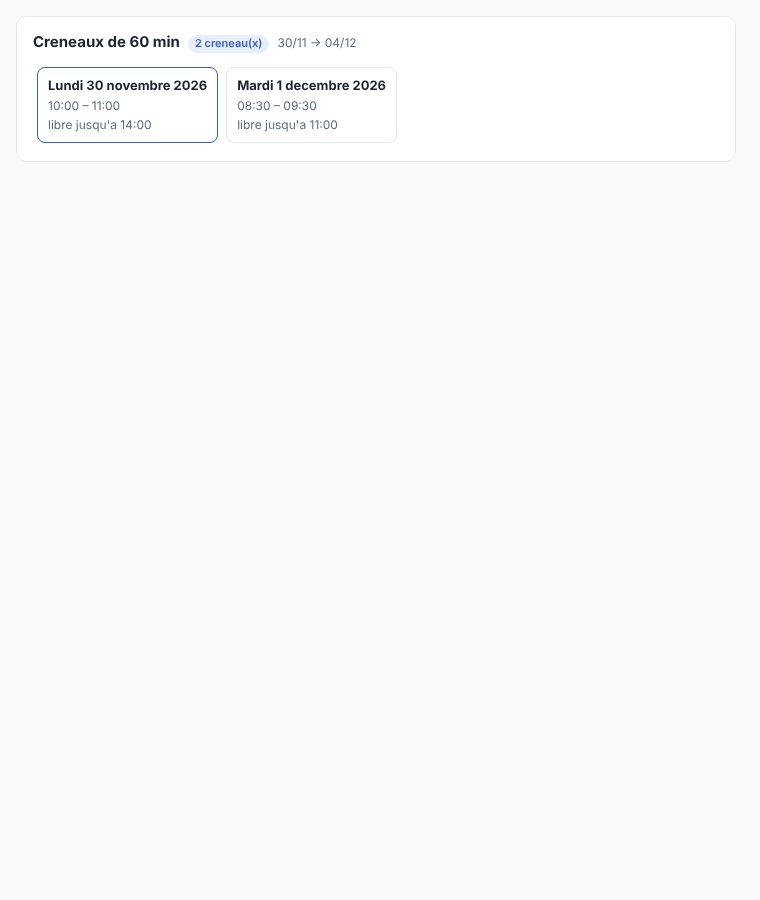 Creneaux de 60 min 2 creneau(x) 30/11 → 04/12
Lundi 30 novembre 2026
10:00 – 11:00
libre jusqu'a 14:00
Mardi 1 decembre 2026
08:30 – 09:30
libre jusqu'a 11:00